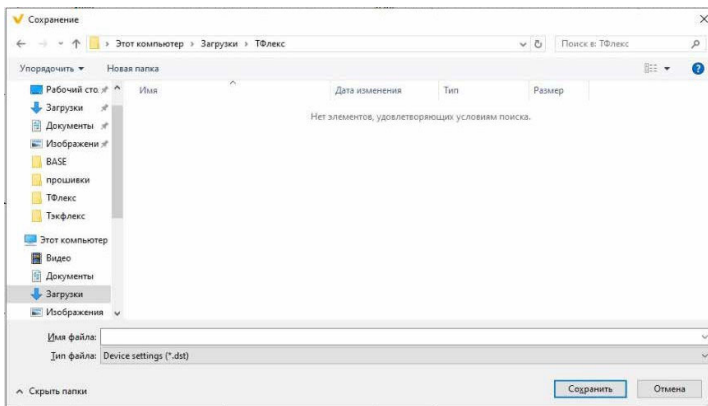 Сохранение
Этот компьютер > Загрузки > ТФлекс
Поиск в: ТФлекс
Упорядочить
Новая папка
Рабочий сто
Загрузки
Документы
Изображени
BASE
прошивки
ТФлекс
Тэкфлекс
Этот компьютер
Видео
Документы
Загрузки
Изображения
Имя
Дата изменения
Тип
Размер
Нет элементов, удовлетворяющих условиям поиска.
Имя файла:
Тип файла: Device settings (*.dst)
Скрыть папки
Сохранить
Отмена